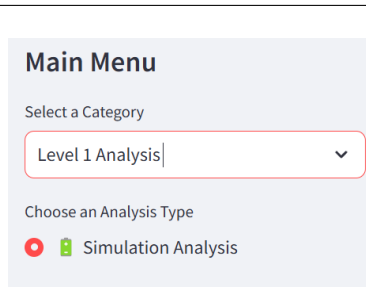 Main Menu
Select a Category
Level 1 Analysis
Choose an Analysis Type
Simulation Analysis